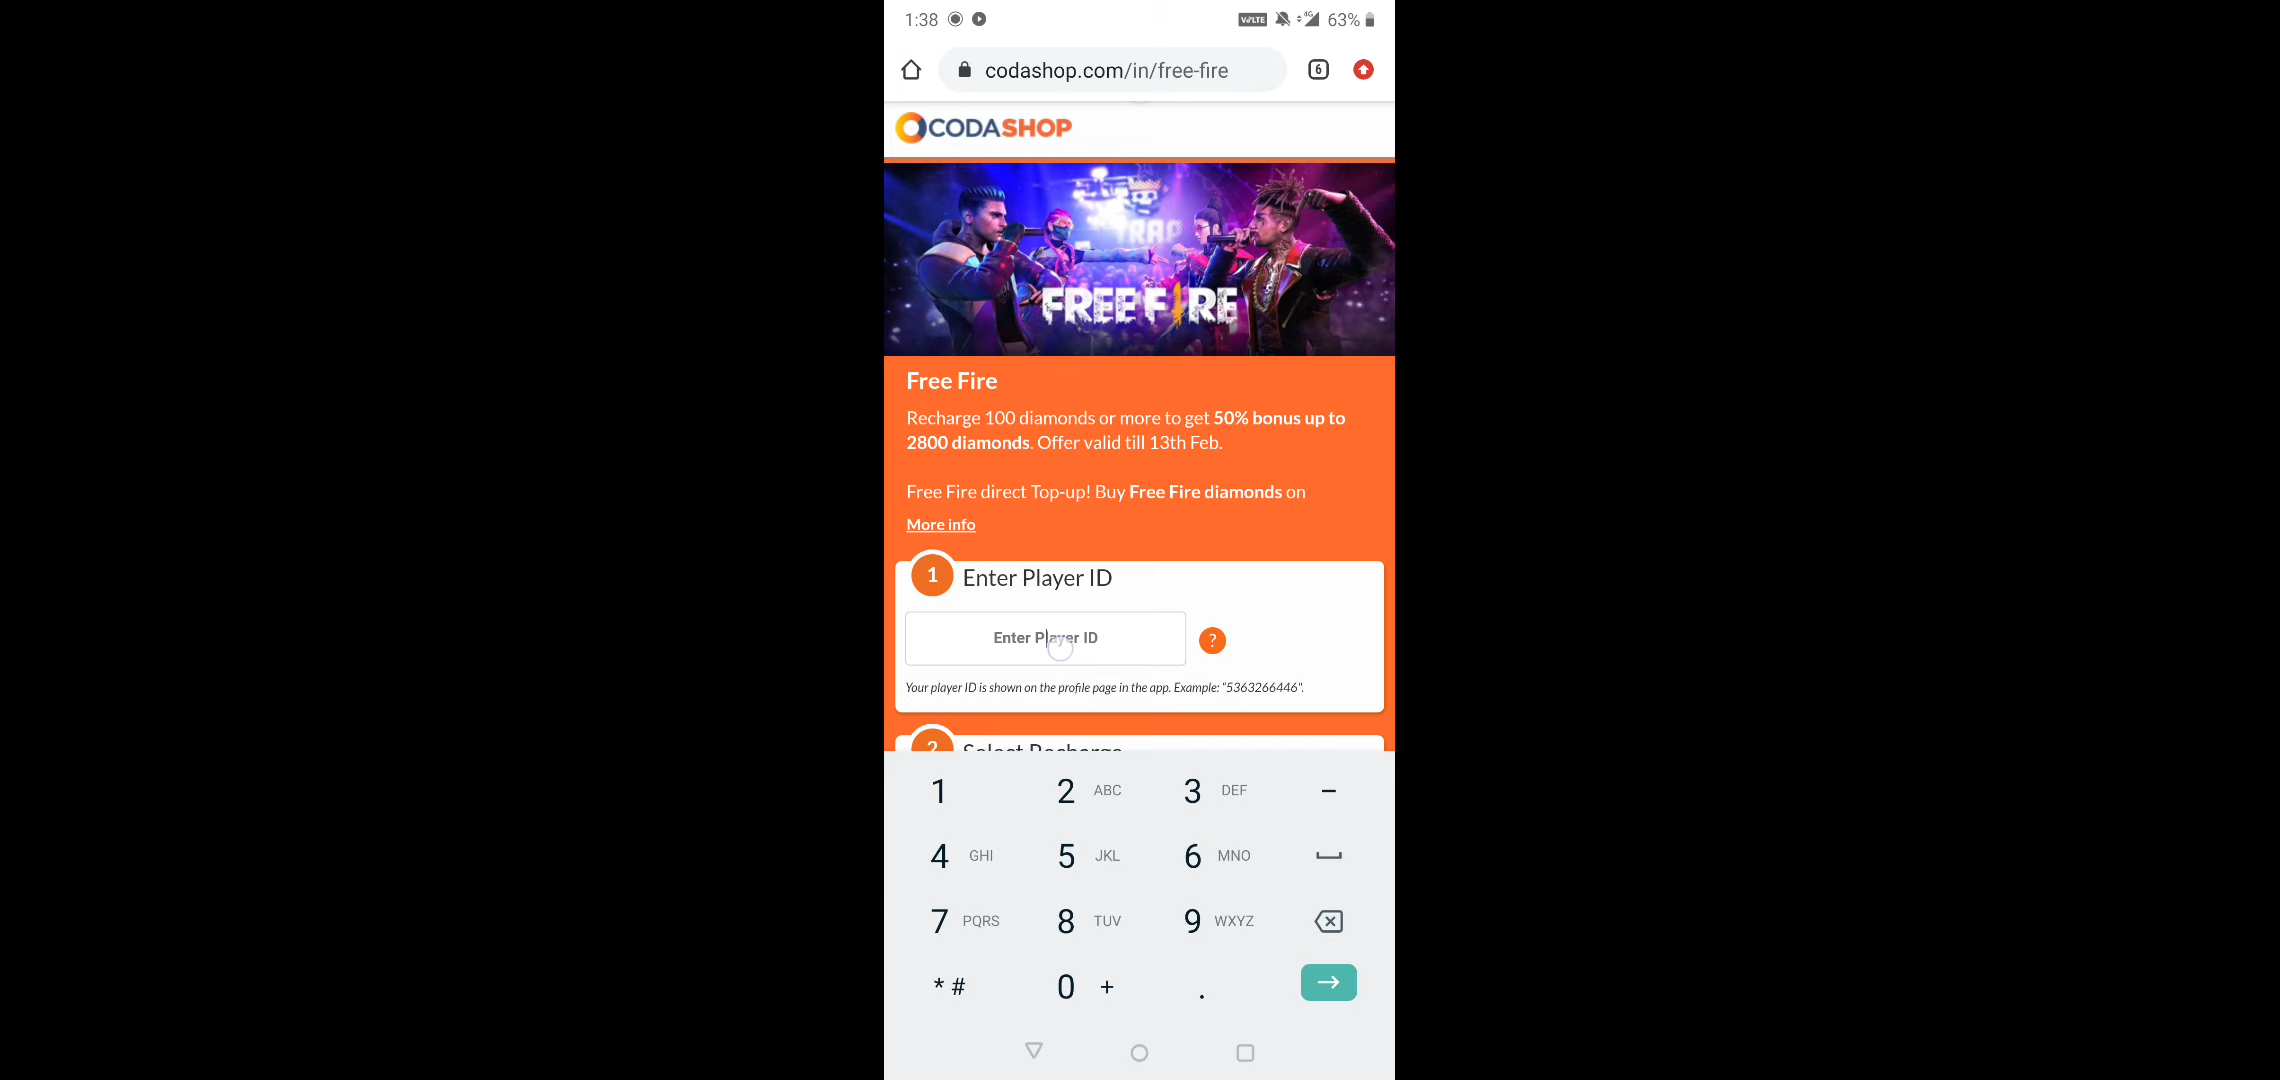 1:38 VoLTE 4G 63%
codashop.com/in/free-fire 6
CODASHOP
TRAP
FREE FIRE
Free Fire
Recharge 100 diamonds or more to get 50% bonus up to
2800 diamonds. Offer valid till 13th Feb.
Free Fire direct Top-up! Buy Free Fire diamonds on
More info
1 Enter Player ID
Enter Player ID ?
Your player ID is shown on the profile page in the app. Example: "5363266446".
2 Select Recharge
1 2 ABC 3 DEF –
4 GHI 5 JKL 6 MNO
7 PQRS 8 TUV 9 WXYZ
* # 0 + .